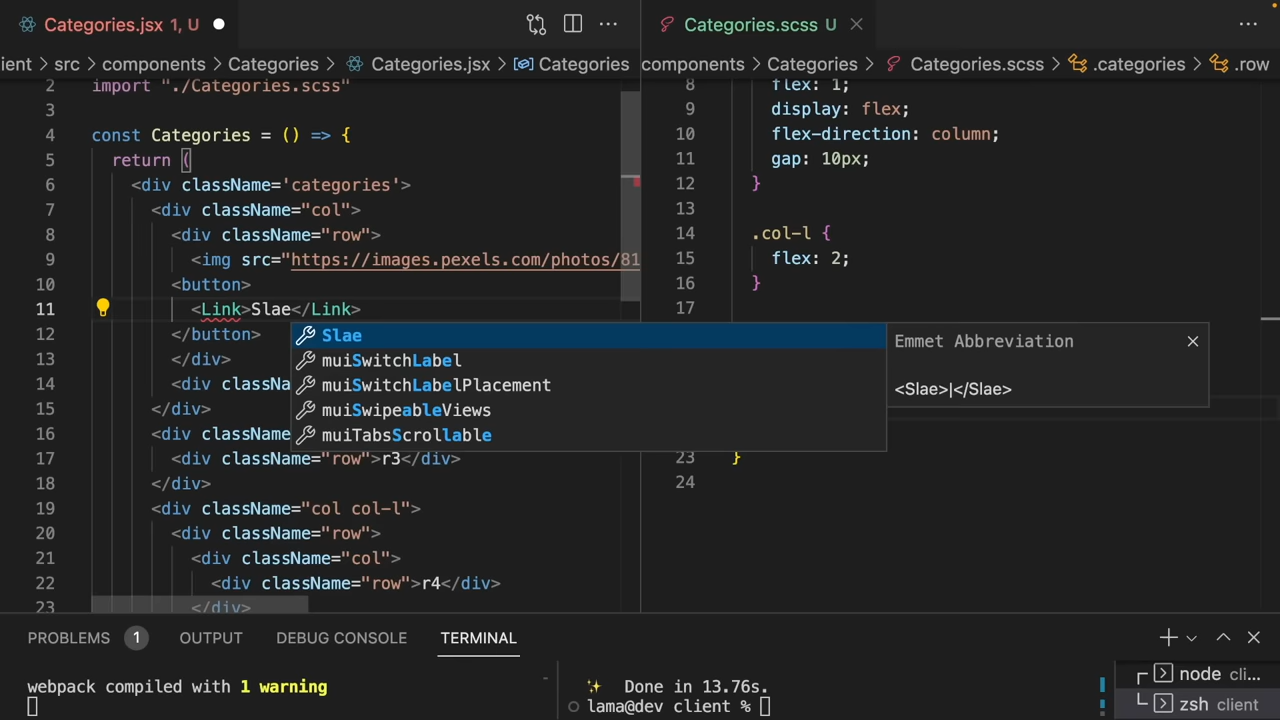 Categories.jsx 1, U
Categories.scss U
ient > src > components > Categories > Categories.jsx > Categories
components > Categories > Categories.scss > .categories > .row
2 import "./Categories.scss"
3
4 const Categories = () => {
5 return (
6 <div className='categories'>
7 <div className="col">
8 <div className="row">
9 <img src="https://images.pexels.com/photos/81
10 <button>
11 <Link>Slae</Link>
12 </button>
13 </div>
14 <div classNa
15 </div>
16 <div className
17 <div className="row">r3</div>
18 </div>
19 <div className="col col-l">
20 <div className="row">
21 <div className="col">
22 <div className="row">r4</div>
23 </div>
Slae
muiSwitchLabel
muiSwitchLabelPlacement
muiSwipeableViews
muiTabsScrollable
Emmet Abbreviation
<Slae>|</Slae>
8 flex: 1;
9 display: flex;
10 flex-direction: column;
11 gap: 10px;
12 }
13
14 .col-l {
15 flex: 2;
16 }
17
23 }
24
PROBLEMS 1 OUTPUT DEBUG CONSOLE TERMINAL
webpack compiled with 1 warning
Done in 13.76s.
lama@dev client %
node cli...
zsh client